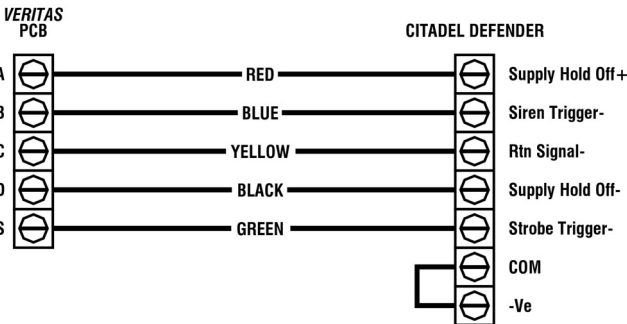 VERITAS
PCB
CITADEL DEFENDER
A RED Supply Hold Off+
B BLUE Siren Trigger-
C YELLOW Rtn Signal-
D BLACK Supply Hold Off-
S GREEN Strobe Trigger-
COM
-Ve